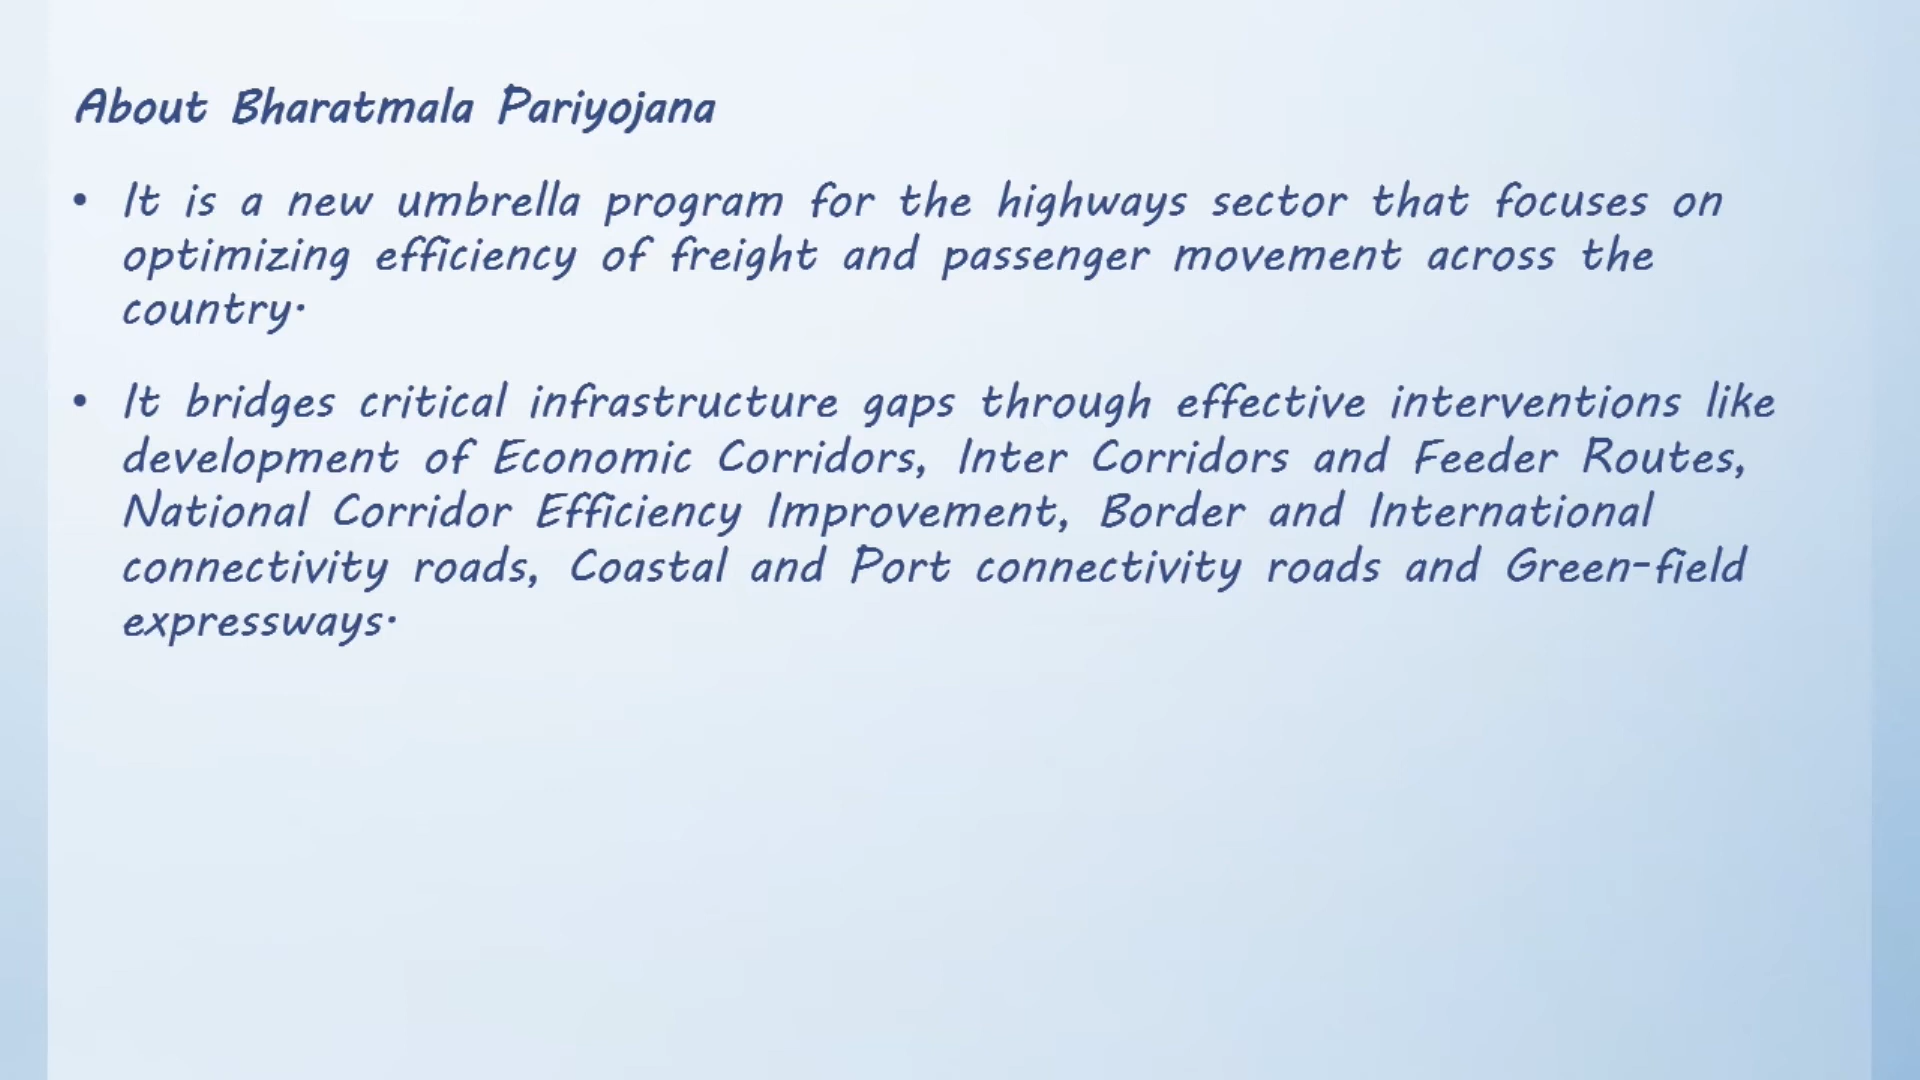 About Bharatmala Pariyojana
• It is a new umbrella program for the highways sector that focuses on
optimizing efficiency of freight and passenger movement across the
country.
• It bridges critical infrastructure gaps through effective interventions like
development of Economic Corridors, Inter Corridors and Feeder Routes,
National Corridor Efficiency Improvement, Border and International
connectivity roads, Coastal and Port connectivity roads and Green-field
expressways.